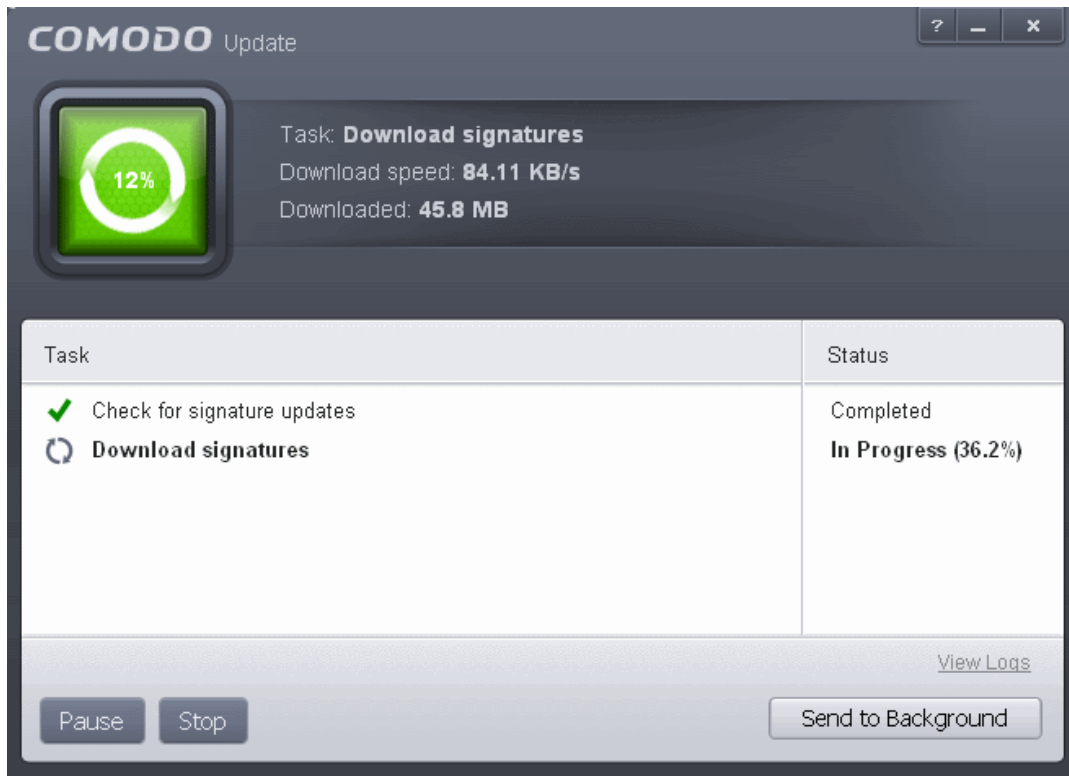 COMODO Update
?
12%
Task: Download signatures
Download speed: 84.11 KB/s
Downloaded: 45.8 MB
Task Status
Check for signature updates Completed
Download signatures In Progress (36.2%)
View Logs
Pause Stop Send to Background